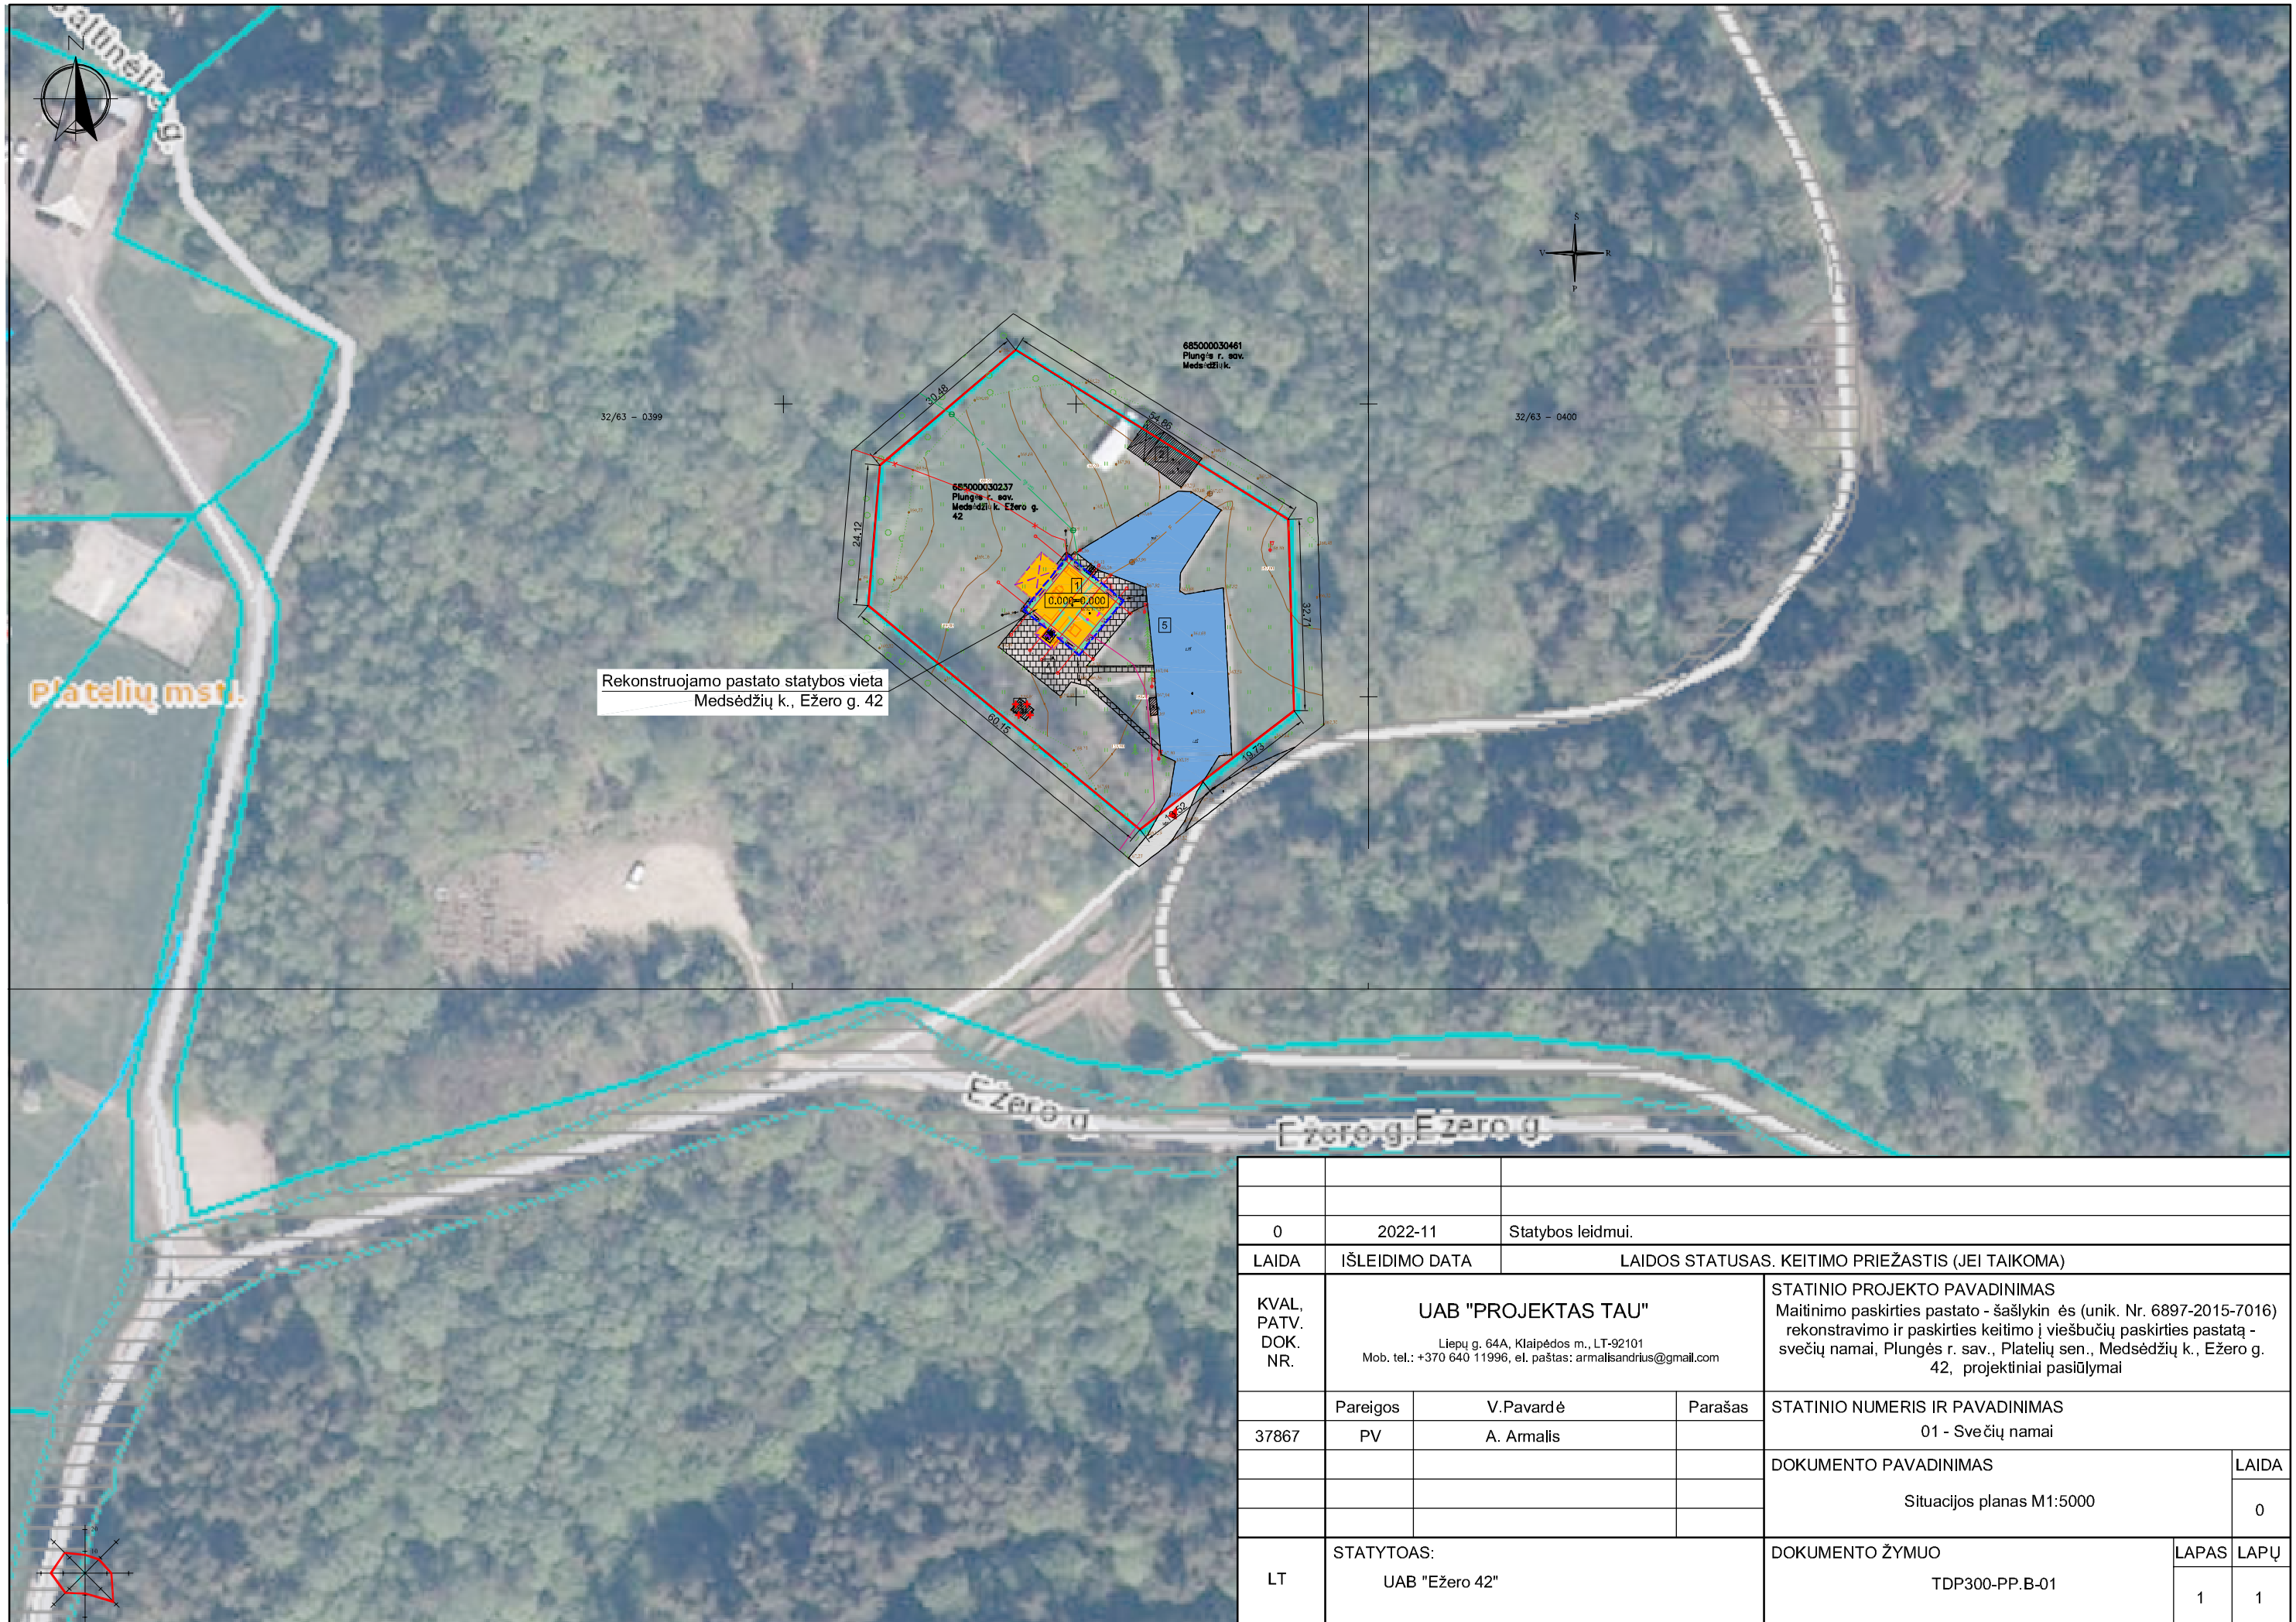 Šaltinėlio g
N
Š
V
R
P
685000030461
Plungės r. sav.
Medsėdžių k.
32/63 – 0399
32/63 – 0400
30.48
54.86
2
685000030237
Plungės r. sav.
Medsėdžių k. Ežero g.
42
24.12
1
0.000=0.000
5
32.71
Rekonstruojamo pastato statybos vieta
Medsėdžių k., Ežero g. 42
Platelių mstl.
60.15
19.73
Ežero g
Ežero g.Ežero g.
0 2022-11 Statybos leidmui.
LAIDA IŠLEIDIMO DATA LAIDOS STATUSAS. KEITIMO PRIEŽASTIS (JEI TAIKOMA)
KVAL,
PATV.
DOK.
NR.
UAB "PROJEKTAS TAU"
Liepų g. 64A, Klaipėdos m., LT-92101
Mob. tel.: +370 640 11996, el. paštas: armalisandrius@gmail.com
STATINIO PROJEKTO PAVADINIMAS
Maitinimo paskirties pastato - šašlykin ės (unik. Nr. 6897-2015-7016)
rekonstravimo ir paskirties keitimo į viešbučių paskirties pastatą -
svečių namai, Plungės r. sav., Platelių sen., Medsėdžių k., Ežero g.
42, projektiniai pasiūlymai
Pareigos V.Pavardė Parašas
37867 PV A. Armalis
STATINIO NUMERIS IR PAVADINIMAS
01 - Svečių namai
DOKUMENTO PAVADINIMAS LAIDA
Situacijos planas M1:5000
0
LT
STATYTOAS:
UAB "Ežero 42"
DOKUMENTO ŽYMUO LAPAS LAPŲ
TDP300-PP.B-01
1 1